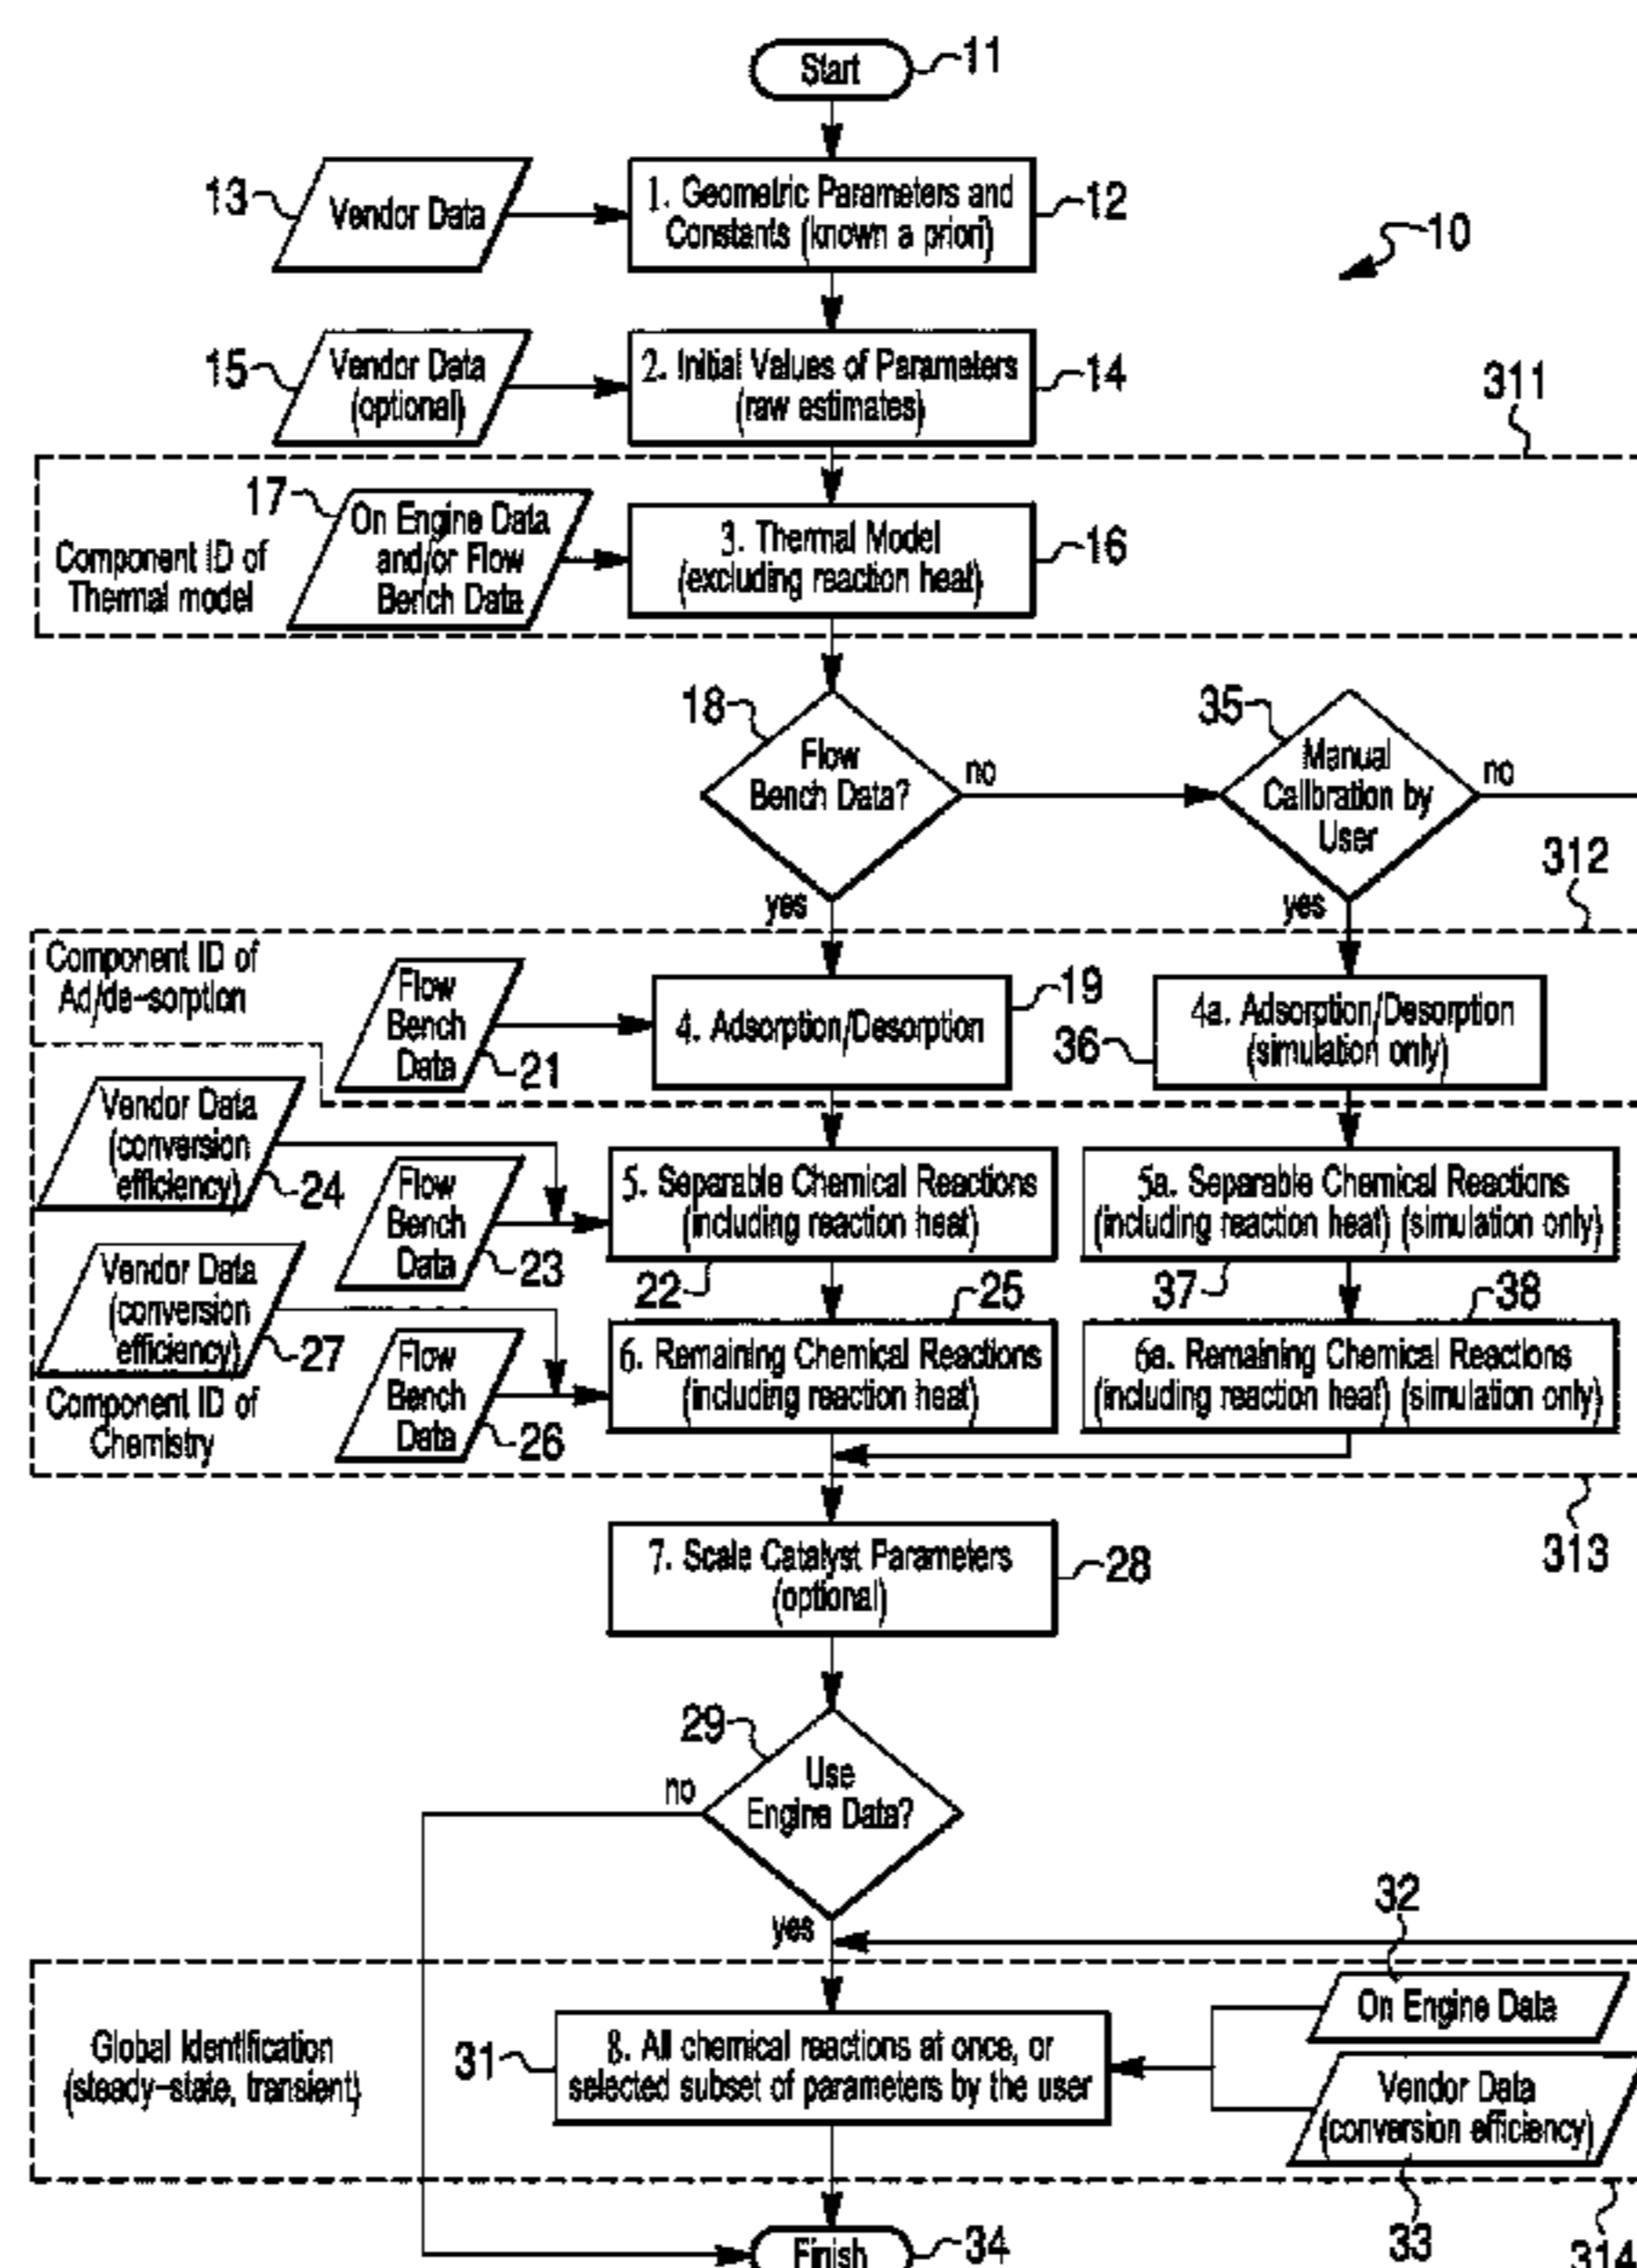 Start
11
13
Vendor Data
1. Geometric Parameters and
Constants (known a priori)
12
10
15
Vendor Data
(optional)
2. Initial Values of Parameters
(raw estimates)
14
311
17
On Engine Data
and/or Flow
Bench Data
Component ID of
Thermal model
3. Thermal Model
(excluding reaction heat)
16
18
Flow
Bench Data?
no
yes
35
Manual
Calibration by
User
no
yes
312
Component ID of
Ad/de-sorption
Flow
Bench
Data
21
4. Adsorption/Desorption
19
4a. Adsorption/Desorption
(simulation only)
36
Vendor Data
(conversion
efficiency)
24
Flow
Bench
Data
23
5. Separable Chemical Reactions
(including reaction heat)
22
5a. Separable Chemical Reactions
(including reaction heat) (simulation only)
37
Vendor Data
(conversion
efficiency)
27
Flow
Bench
Data
26
25
6. Remaining Chemical Reactions
(including reaction heat)
38
6a. Remaining Chemical Reactions
(including reaction heat) (simulation only)
Component ID of
Chemistry
313
7. Scale Catalyst Parameters
(optional)
28
29
Use
Engine Data?
no
yes
32
On Engine Data
Global Identification
(steady-state, transient)
31
8. All chemical reactions at once, or
selected subset of parameters by the user
Vendor Data
(conversion efficiency)
33
314
Finish
34